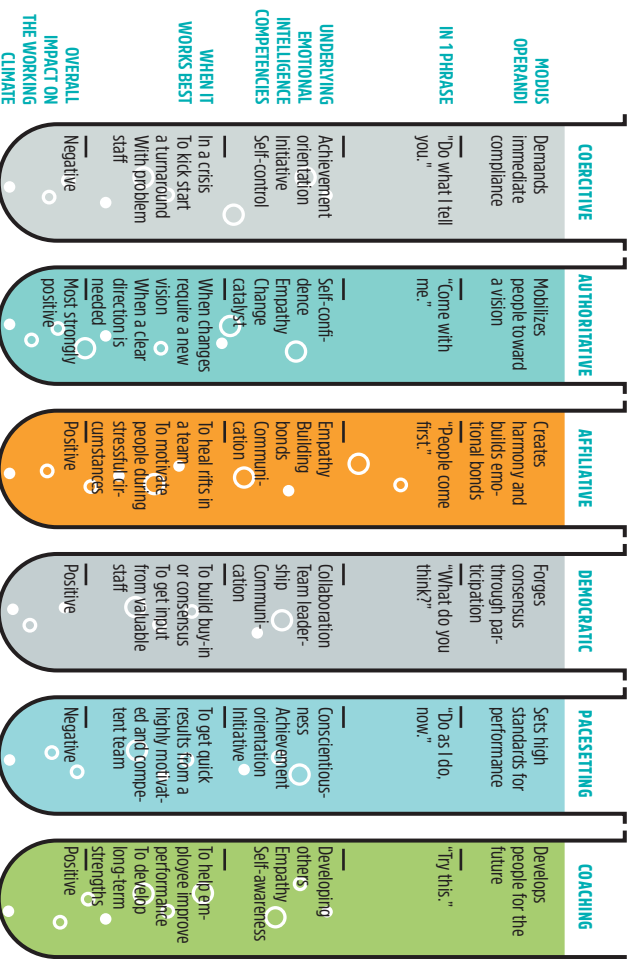 MODUS
OPERANDI
IN 1 PHRASE
UNDERLYING
EMOTIONAL
INTELLIGENCE
COMPETENCIES
WHEN IT
WORKS BEST
OVERALL
IMPACT ON
THE WORKING
CLIMATE
COERCITIVE
Demands
immediate
compliance
"Do what I tell
you."
Achievement
orientation
Initiative
Self-control
In a crisis
To kick start
a turnaround
With problem
staff
Negative
AUTHORITATIVE
Mobilizes
people toward
a vision
"Come with
me."
Self-confi-
dence
Empathy
Change
catalyst
When changes
require a new
vision
When a clear
direction is
needed
Most strongly
positive
AFFILIATIVE
Creates
harmony and
builds emo-
tional bonds
"People come
first."
Empathy
Building
bonds
Communi-
cation
To heal rifts in
a team
To motivate
people during
stressful cir-
cumstances
Positive
DEMOCRATIC
Forges
consensus
through par-
ticipation
"What do you
think?"
Collaboration
Team leader-
ship
Communi-
cation
To build buy-in
or consensus
To get input
from valuable
staff
Positive
PACESETTING
Sets high
standards for
performance
"Do as I do,
now."
Conscientious-
ness
Achievement
orientation
Initiative
To get quick
results from a
highly motivat-
ed and compe-
tent team
Negative
COACHING
Develops
people for the
future
"Try this."
Developing
others
Empathy
Self-awareness
To help em-
ployee improve
performance
To develop
long-term
strengths
Positive